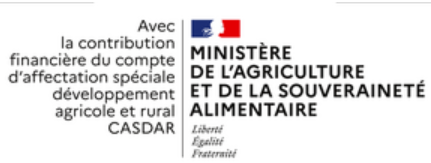 Avec
la contribution
financière du compte
d'affectation spéciale
développement
agricole et rural
CASDAR
MINISTÈRE
DE L'AGRICULTURE
ET DE LA SOUVERAINETÉ
ALIMENTAIRE
Liberté
Égalité
Fraternité